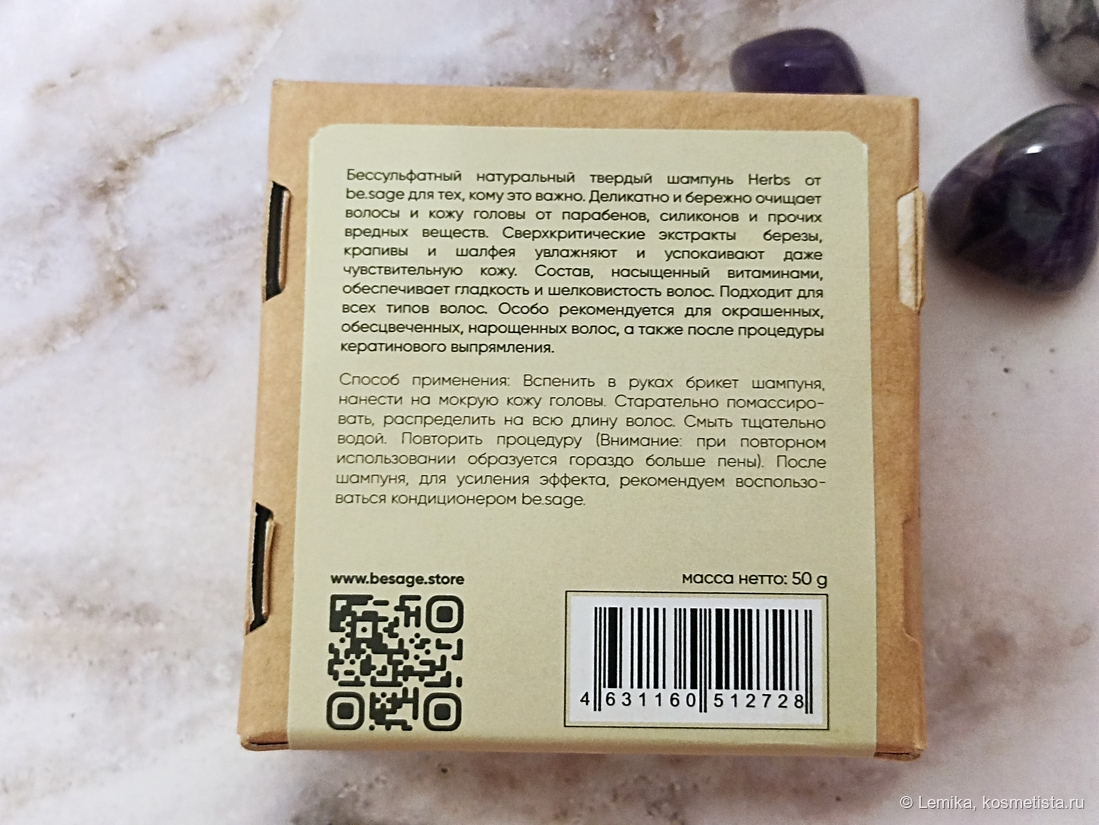 Бессульфатный натуральный твердый шампунь Herbs от
be.sage для тех, кому это важно. Деликатно и бережно очищает
волосы и кожу головы от парабенов, силиконов и прочих
вредных веществ. Сверхкритические экстракты березы,
крапивы и шалфея увлажняют и успокаивают даже
чувствительную кожу. Состав, насыщенный витаминами,
обеспечивает гладкость и шелковистость волос. Подходит для
всех типов волос. Особо рекомендуется для окрашенных,
обесцвеченных, нарощенных волос, а также после процедуры
кератинового выпрямления.
Способ применения: Вспенить в руках брикет шампуня,
нанести на мокрую кожу головы. Старательно помассиро-
вать, распределить на всю длину волос. Смыть тщательно
водой. Повторить процедуру (Внимание: при повторном
использовании образуется гораздо больше пены). После
шампуня, для усиления эффекта, рекомендуем воспользо-
ваться кондиционером be.sage.
www.besage.store
масса нетто: 50 g
4 631160 512728
© Lemika, kosmetista.ru